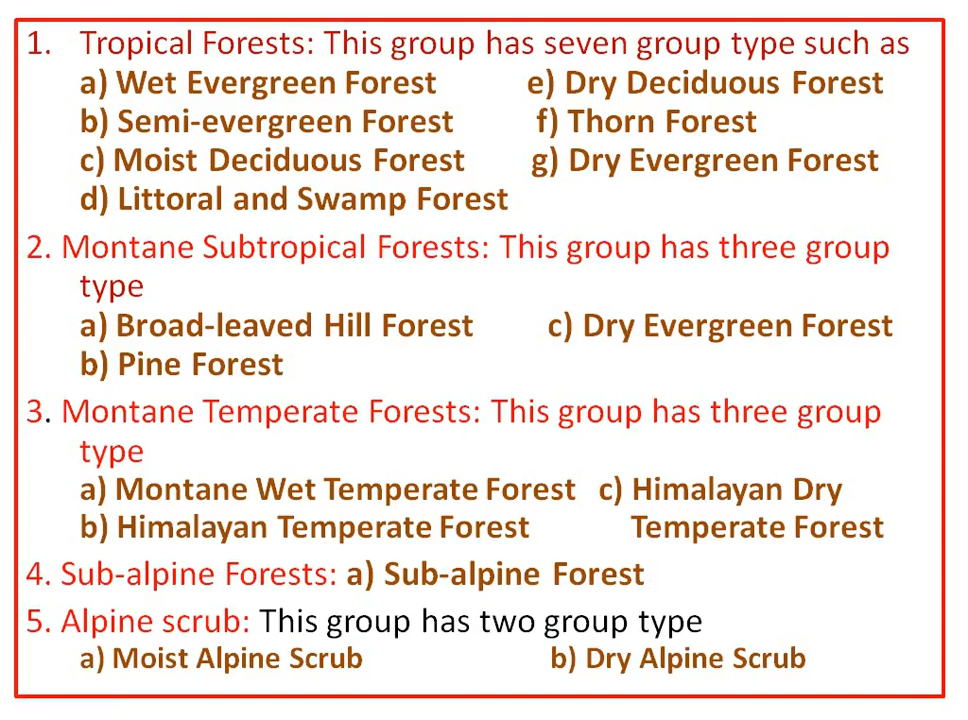 1. Tropical Forests: This group has seven group type such as
a) Wet Evergreen Forest e) Dry Deciduous Forest
b) Semi-evergreen Forest f) Thorn Forest
c) Moist Deciduous Forest g) Dry Evergreen Forest
d) Littoral and Swamp Forest
2. Montane Subtropical Forests: This group has three group
type
a) Broad-leaved Hill Forest c) Dry Evergreen Forest
b) Pine Forest
3. Montane Temperate Forests: This group has three group
type
a) Montane Wet Temperate Forest c) Himalayan Dry
b) Himalayan Temperate Forest Temperate Forest
4. Sub-alpine Forests: a) Sub-alpine Forest
5. Alpine scrub: This group has two group type
a) Moist Alpine Scrub b) Dry Alpine Scrub